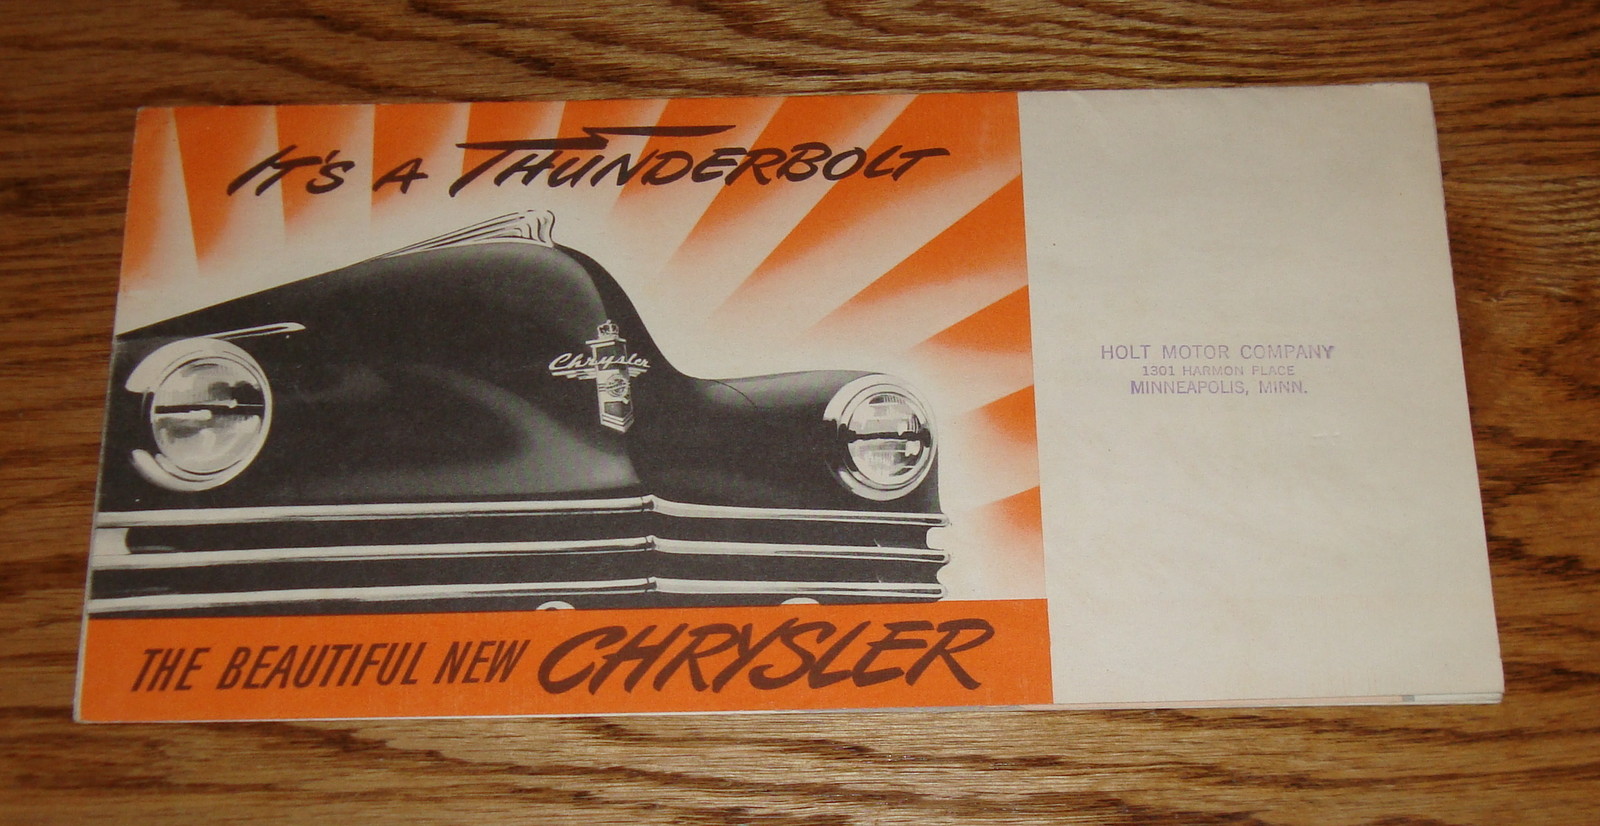 IT'S A THUNDERBOLT
Chrysler
THE BEAUTIFUL NEW CHRYSLER
HOLT MOTOR COMPANY
1301 HARMON PLACE
MINNEAPOLIS, MINN.